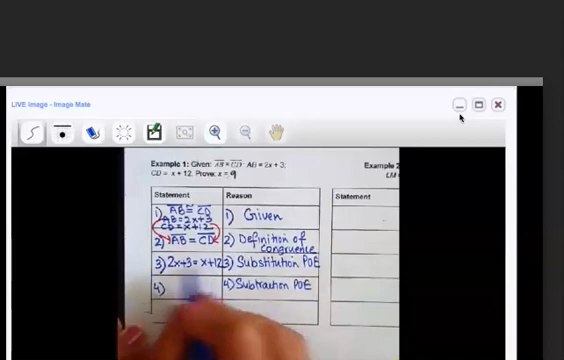 LIVE Image - Image Mate
Example 1: Given: AB ≅ CD AB = 2x + 3.
CD = x + 12. Prove: x = 9
Statement
Reason
1) AB ≅ CD
AB = 2x+3
CD = x+12
1) Given
2) AB = CD
2) Definition of
congruence
3) 2x+3 = x+12
3) Substitution POE
4)
4) Subtraction POE
Example 2
LM
Statement